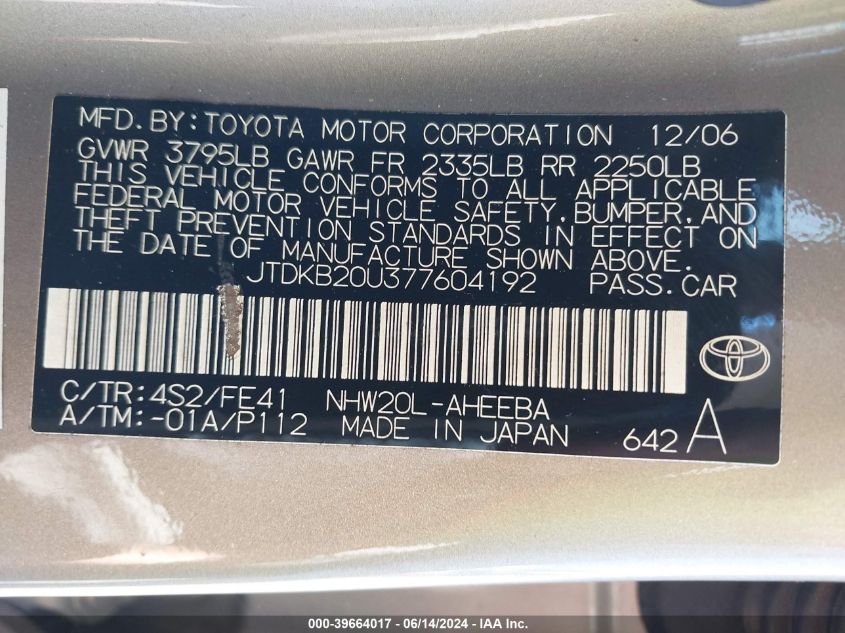 MFD. BY: TOYOTA MOTOR CORPORATION 12/06
GVWR 3795LB GAWR FR 2335LB RR 2250LB
THIS VEHICLE CONFORMS TO ALL APPLICABLE
FEDERAL MOTOR VEHICLE SAFETY, BUMPER, AND
THEFT PREVENTION STANDARDS IN EFFECT ON
THE DATE OF MANUFACTURE SHOWN ABOVE.
JTDKB20U377604192 PASS. CAR
C/TR: 4S2/FE41 NHW20L-AHEEBA
A/TM: -01A/P112 MADE IN JAPAN 642 A
000-39664017 - 06/14/2024 - IAA Inc.